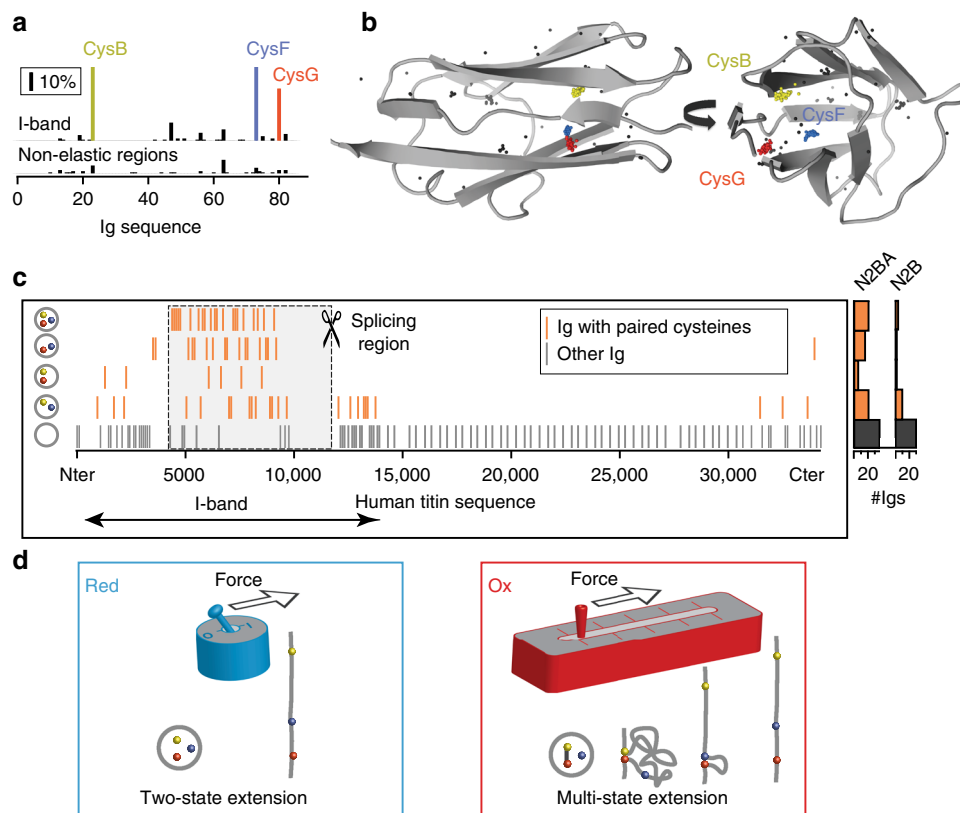 a
CysB
CysF
CysG
10%
I-band
Non-elastic regions
0 20 40 60 80
Ig sequence
b
CysB
CysF
CysG
c
Splicing
region
Ig with paired cysteines
Other Ig
N2BA
N2B
Nter 5000 10,000 15,000 20,000 25,000 30,000 Cter
I-band
Human titin sequence
20 20
#Igs
d
Red
Force
0 I
Two-state extension
Ox
Force
Multi-state extension